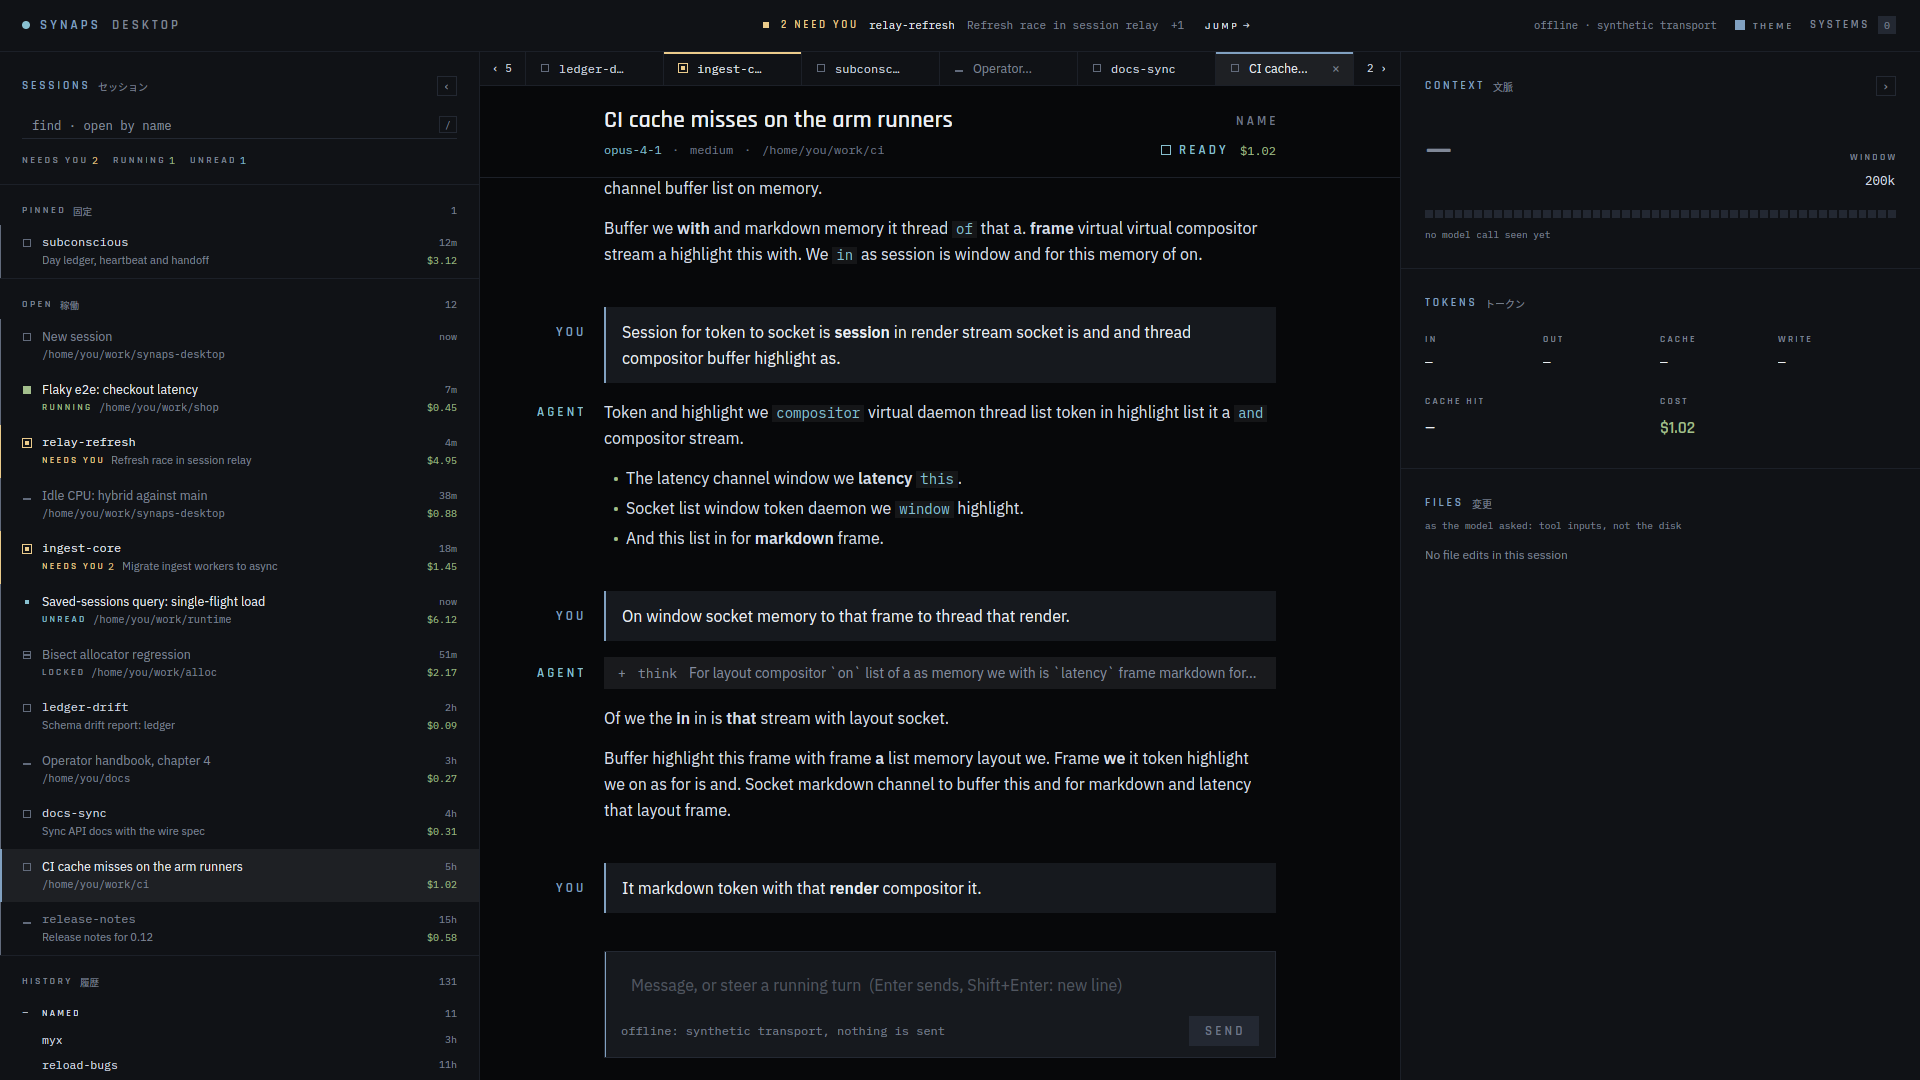 SYNAPS DESKTOP
2 NEED YOU relay-refresh Refresh race in session relay +1 JUMP →
offline · synthetic transport THEME SYSTEMS 0
SESSIONS セッション ‹
find · open by name /
NEEDS YOU 2 RUNNING 1 UNREAD 1
PINNED 固定 1
subconscious 12m
Day ledger, heartbeat and handoff $3.12
OPEN 稼働 12
New session now
/home/you/work/synaps-desktop
Flaky e2e: checkout latency 7m
RUNNING /home/you/work/shop $0.45
relay-refresh 4m
NEEDS YOU Refresh race in session relay $4.95
Idle CPU: hybrid against main 38m
/home/you/work/synaps-desktop $0.88
ingest-core 18m
NEEDS YOU 2 Migrate ingest workers to async $1.45
Saved-sessions query: single-flight load now
UNREAD /home/you/work/runtime $6.12
Bisect allocator regression 51m
LOCKED /home/you/work/alloc $2.17
ledger-drift 2h
Schema drift report: ledger $0.09
Operator handbook, chapter 4 3h
/home/you/docs $0.27
docs-sync 4h
Sync API docs with the wire spec $0.31
CI cache misses on the arm runners 5h
/home/you/work/ci $1.02
release-notes 15h
Release notes for 0.12 $0.58
HISTORY 履歴 131
– NAMED 11
myx 3h
reload-bugs 11h
‹ 5 ledger-d… ingest-c… subconsc… Operator… docs-sync CI cache… × 2 ›
CI cache misses on the arm runners NAME
opus-4-1 · medium · /home/you/work/ci READY $1.02
channel buffer list on memory.
Buffer we with and markdown memory it thread of that a. frame virtual virtual compositor
stream a highlight this with. We in as session is window and for this memory of on.
YOU Session for token to socket is session in render stream socket is and and thread
compositor buffer highlight as.
AGENT Token and highlight we compositor virtual daemon thread list token in highlight list it a and
compositor stream.
• The latency channel window we latency this.
• Socket list window token daemon we window highlight.
• And this list in for markdown frame.
YOU On window socket memory to that frame to thread that render.
AGENT + think For layout compositor `on` list of a as memory we with is `latency` frame markdown for…
Of we the in in is that stream with layout socket.
Buffer highlight this frame with frame a list memory layout we. Frame we it token highlight
we on as for is and. Socket markdown channel to buffer this and for markdown and latency
that layout frame.
YOU It markdown token with that render compositor it.
Message, or steer a running turn (Enter sends, Shift+Enter: new line)
offline: synthetic transport, nothing is sent SEND
CONTEXT 文脈 ›
— WINDOW
200k
no model call seen yet
TOKENS トークン
IN OUT CACHE WRITE
– – – –
CACHE HIT COST
– $1.02
FILES 変更
as the model asked: tool inputs, not the disk
No file edits in this session